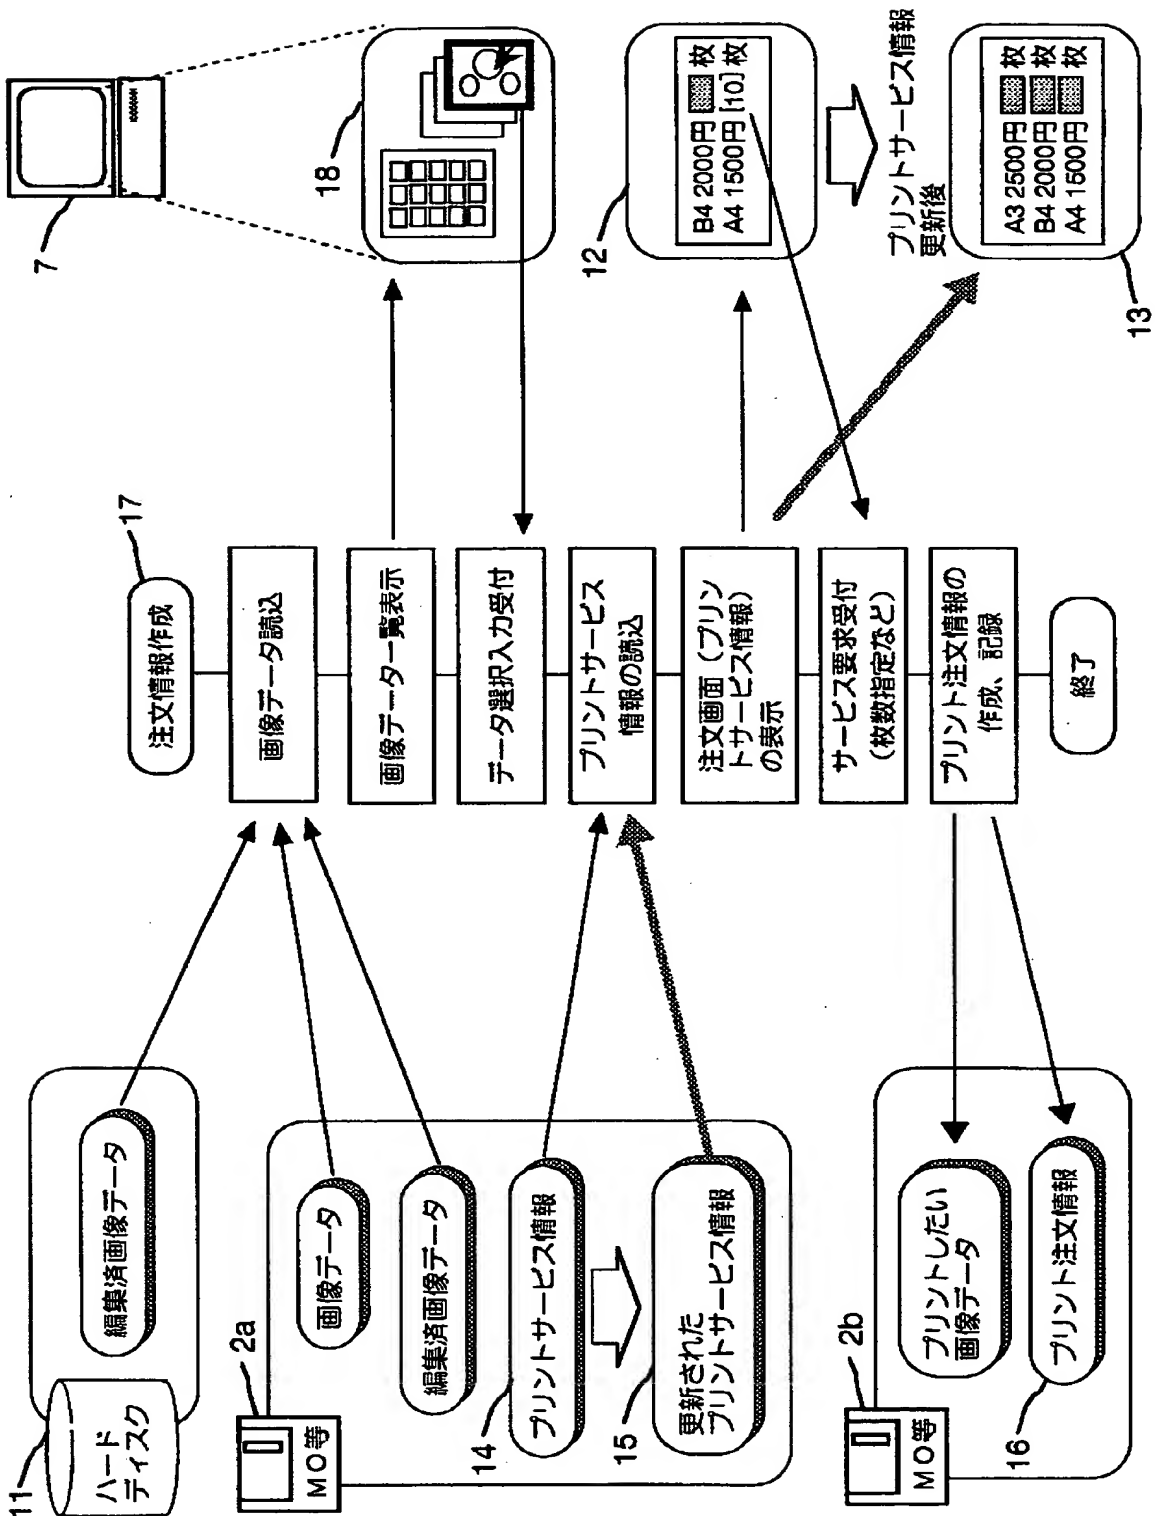 11
ハード
ディスク
編集済画像データ
2a
MO等
画像データ
編集済画像データ
14
プリントサービス情報
15
更新された
プリントサービス情報
2b
MO等
プリントしたい
画像データ
16
プリント注文情報
17
注文情報作成
画像データ読込
画像データ一覧表示
データ選択入力受付
プリントサービス
情報の読込
注文画面（プリン
トサービス情報）
の表示
サービス要求受付
（枚数指定など）
プリント注文情報の
作成、記録
終了
7
18
12
B4 2000円 枚
A4 1500円 [10] 枚
プリントサービス情報
更新後
A3 2500円 枚
B4 2000円 枚
A4 1500円 枚
13